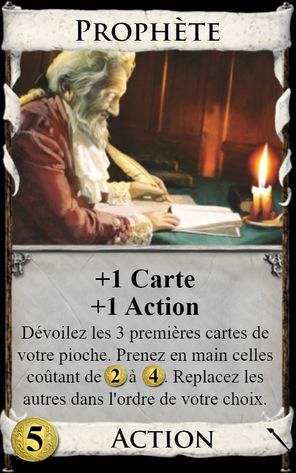 PROPHÈTE
+1 Carte
+1 Action
Dévoilez les 3 premières cartes de
votre pioche. Prenez en main celles
coûtant de 2 à 4. Replacez les
autres dans l'ordre de votre choix.
5 ACTION